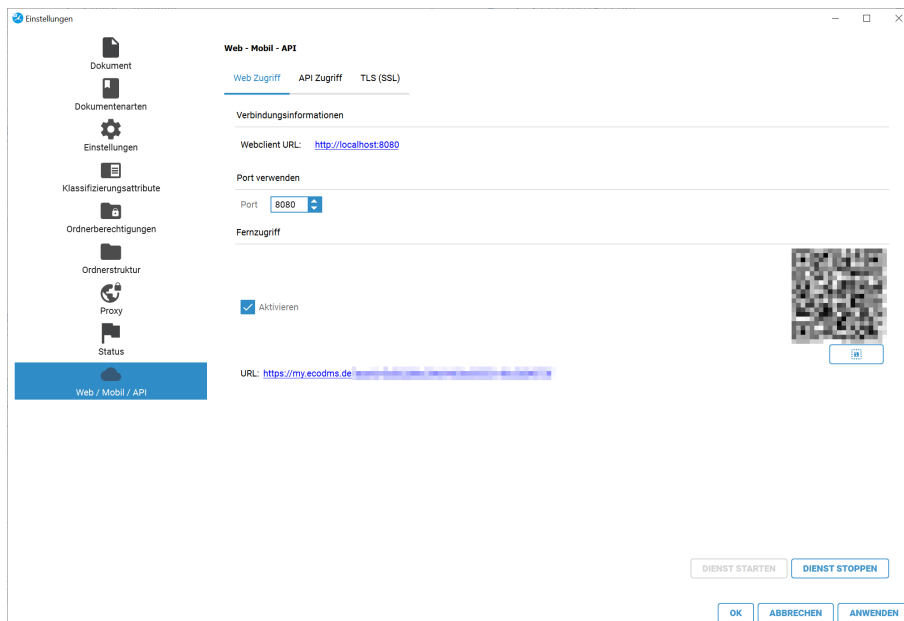 Einstellungen
Dokument
Dokumentenarten
Einstellungen
Klassifizierungsattribute
Ordnerberechtigungen
Ordnerstruktur
Proxy
Status
Web / Mobil / API
Web - Mobil - API
Web Zugriff API Zugriff TLS (SSL)
Verbindungsinformationen
Webclient URL: http://localhost:8080
Port verwenden
Port 8080
Fernzugriff
Aktivieren
URL: https://my.ecodms.de
DIENST STARTEN DIENST STOPPEN
OK ABBRECHEN ANWENDEN